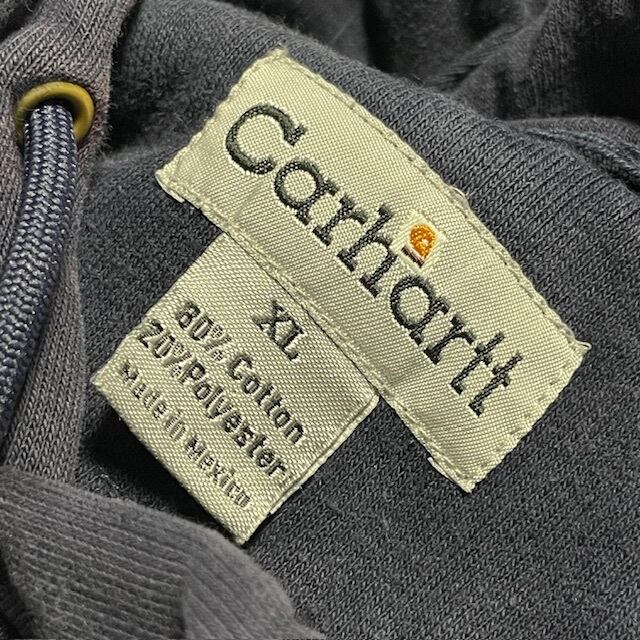 Carhartt
XL
80% Cotton
20% Polyester
Made in Mexico